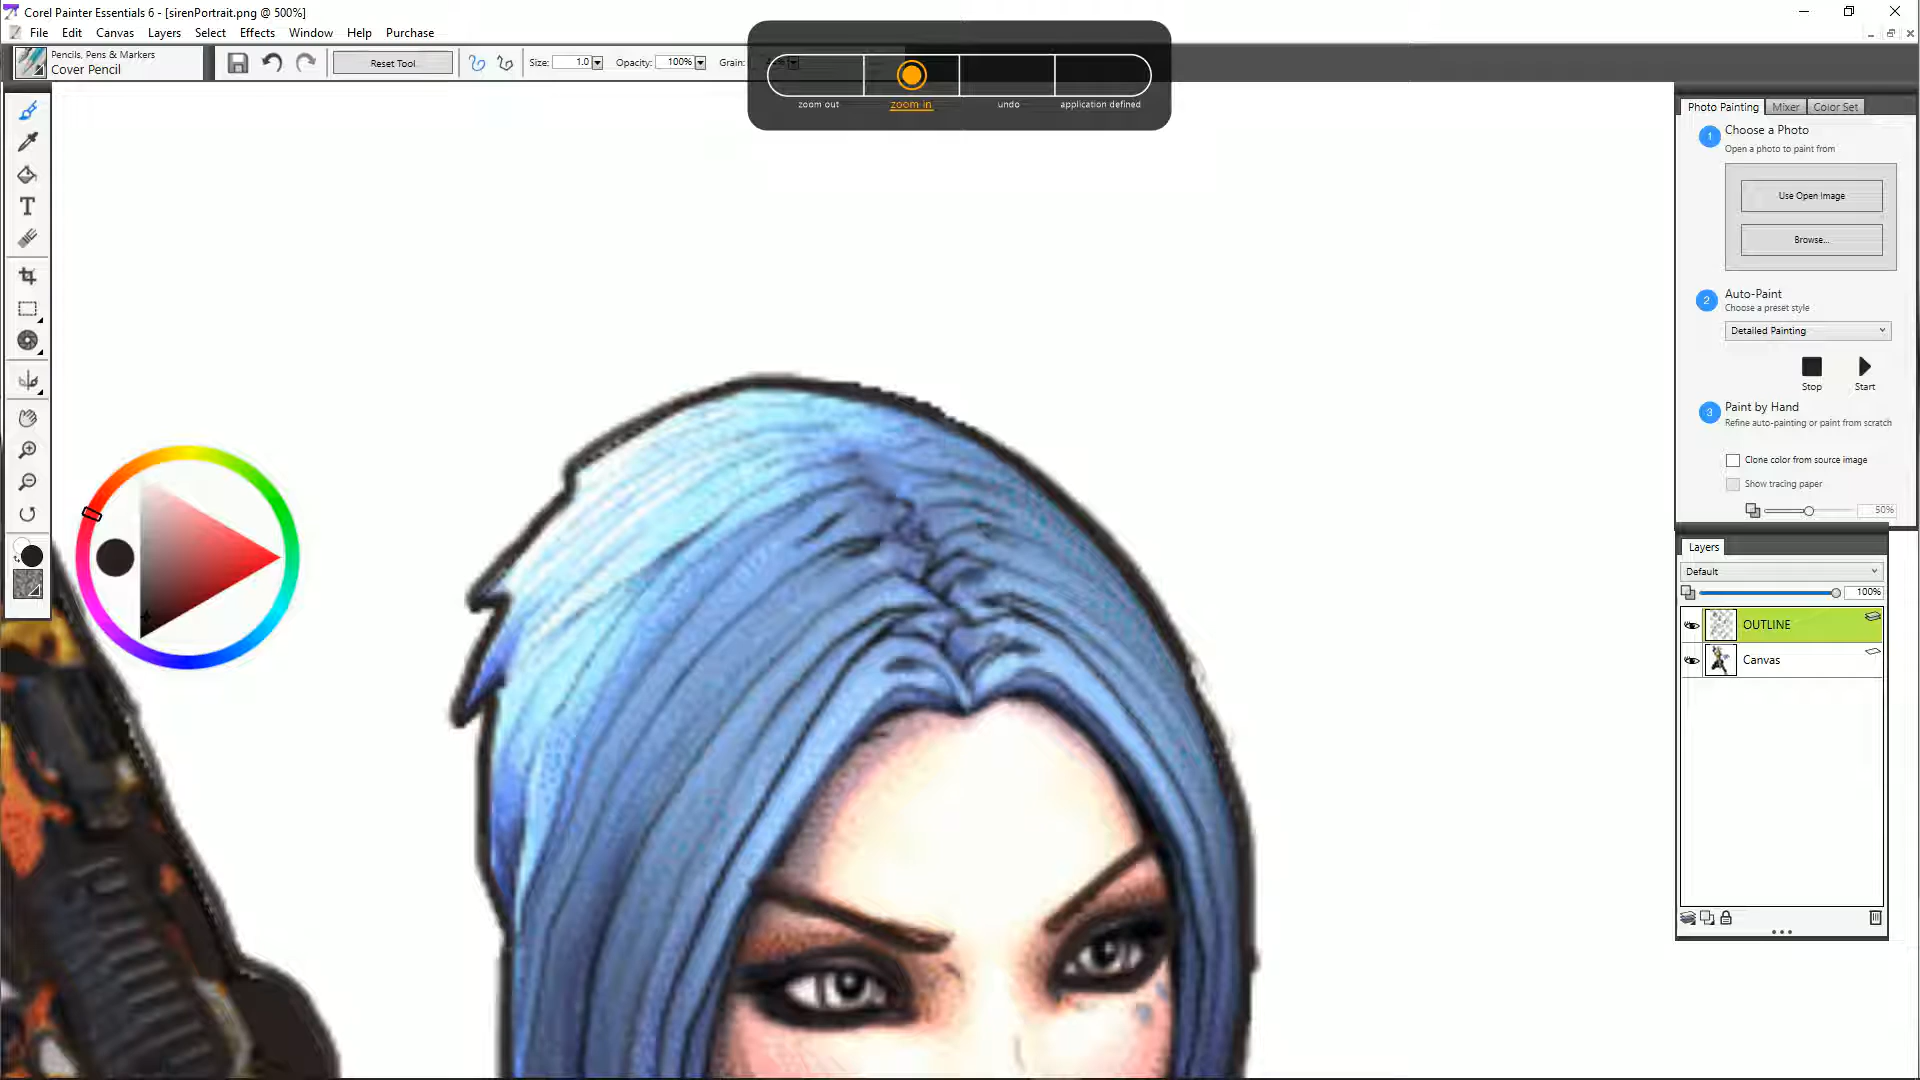 Corel Painter Essentials 6 - [sirenPortrait.png @ 500%]
File Edit Canvas Layers Select Effects Window Help Purchase
Pencils, Pens & Markers
Cover Pencil
Reset Tool
Size: 1.0
Opacity: 100%
Grain:
zoom out
zoom in
undo
application defined
Photo Painting Mixer Color Set
1
Choose a Photo
Open a photo to paint from
Use Open Image
Browse...
2
Auto-Paint
Choose a preset style
Detailed Painting
Stop Start
3
Paint by Hand
Refine auto-painting or paint from scratch
Clone color from source image
Show tracing paper
50%
Layers
Default
100%
OUTLINE
Canvas